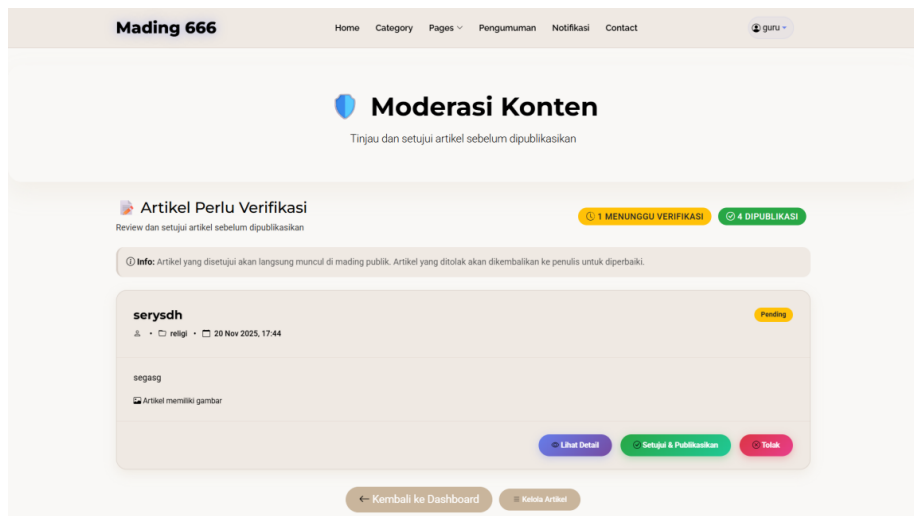 Mading 666
Home Category Pages Pengumuman Notifikasi Contact
guru
Moderasi Konten
Tinjau dan setujui artikel sebelum dipublikasikan
Artikel Perlu Verifikasi
Review dan setujui artikel sebelum dipublikasikan
1 MENUNGGU VERIFIKASI
4 DIPUBLIKASI
Info: Artikel yang disetujui akan langsung muncul di mading publik. Artikel yang ditolak akan dikembalikan ke penulis untuk diperbaiki.
serysdh
Pending
• religi • 20 Nov 2025, 17:44
segasg
Artikel memiliki gambar
Lihat Detail
Setujui & Publikasikan
Tolak
← Kembali ke Dashboard
Kelola Artikel